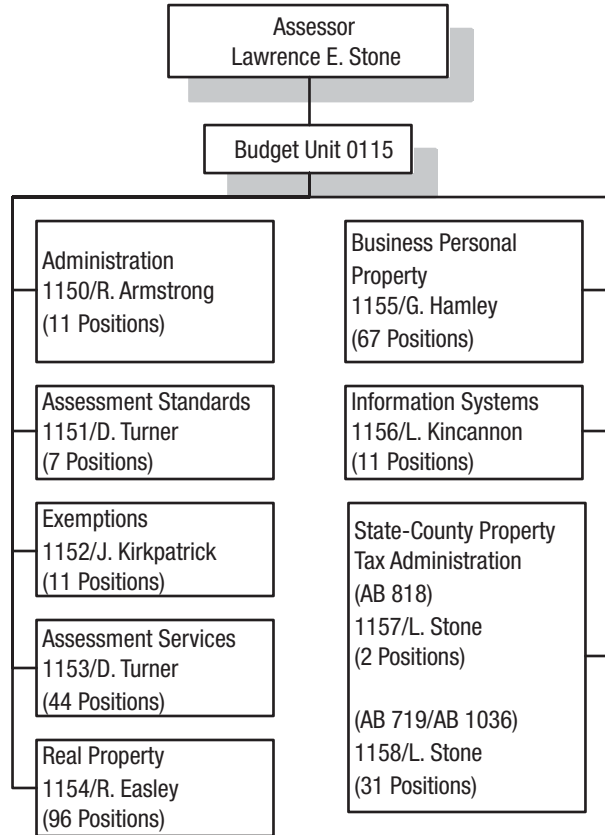 Assessor
Lawrence E. Stone
Budget Unit 0115
Administration
1150/R. Armstrong
(11 Positions)
Assessment Standards
1151/D. Turner
(7 Positions)
Exemptions
1152/J. Kirkpatrick
(11 Positions)
Assessment Services
1153/D. Turner
(44 Positions)
Real Property
1154/R. Easley
(96 Positions)
Business Personal
Property
1155/G. Hamley
(67 Positions)
Information Systems
1156/L. Kincannon
(11 Positions)
State-County Property
Tax Administration
(AB 818)
1157/L. Stone
(2 Positions)
(AB 719/AB 1036)
1158/L. Stone
(31 Positions)